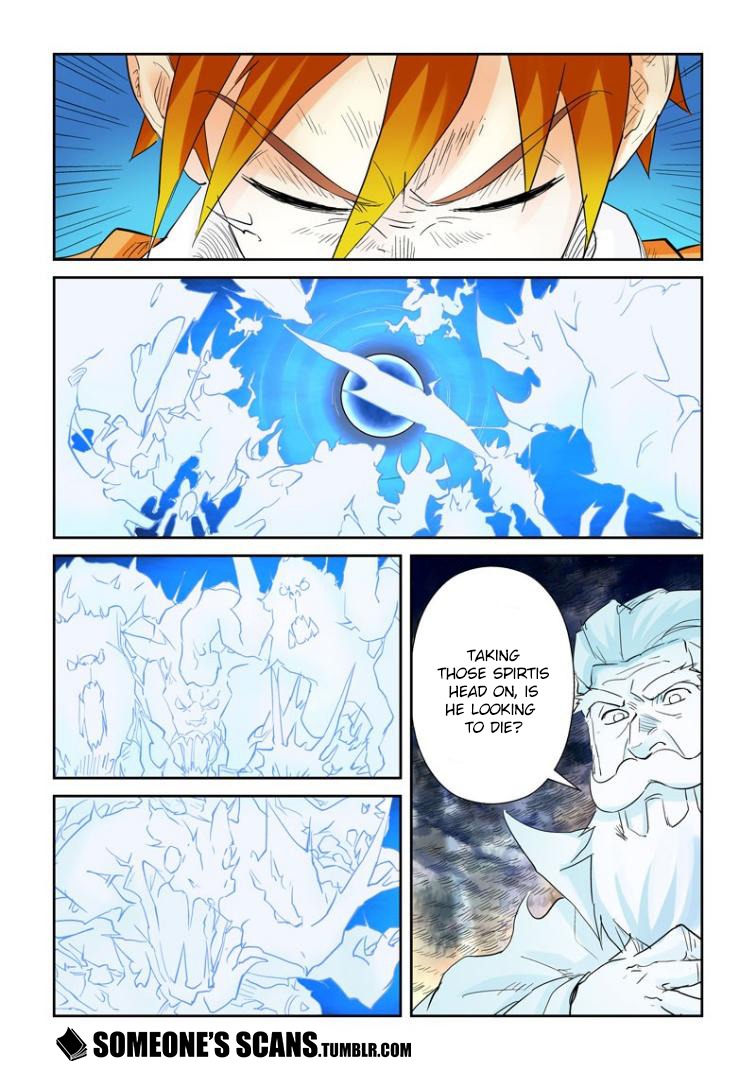 TAKING
THOSE SPIRTIS
HEAD ON, IS
HE LOOKING
TO DIE?
SOMEONE'S SCANS.TUMBLR.COM